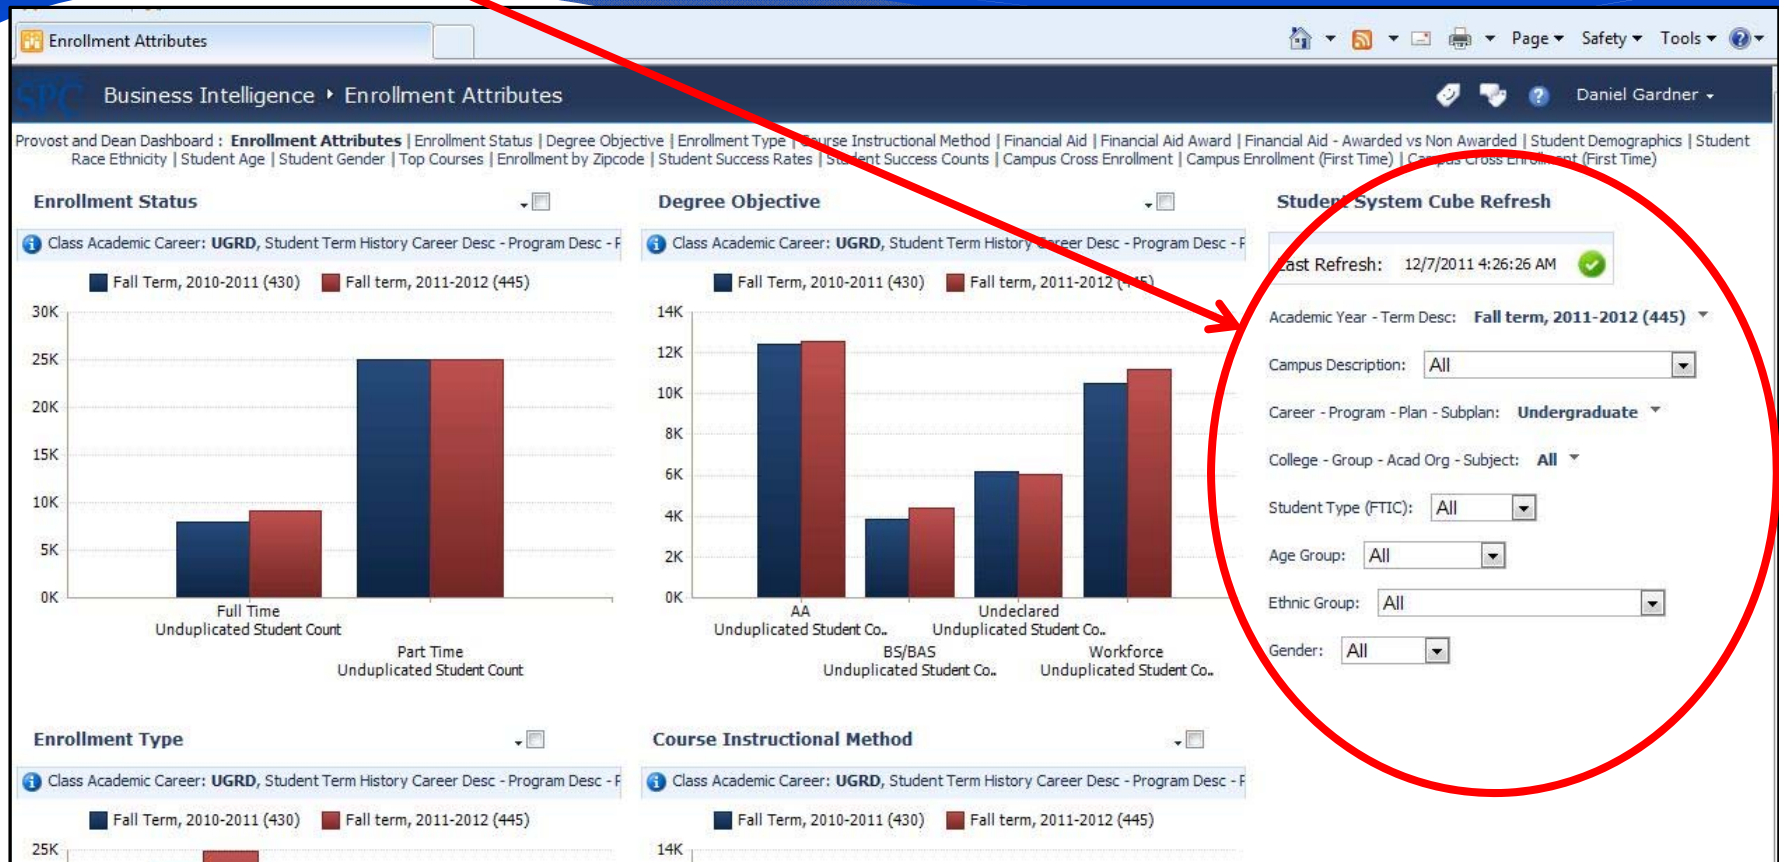 Enrollment Attributes
Page
Safety
Tools
SPC
Business Intelligence
Enrollment Attributes
Daniel Gardner
Provost and Dean Dashboard : Enrollment Attributes | Enrollment Status | Degree Objective | Enrollment Type | Course Instructional Method | Financial Aid | Financial Aid Award | Financial Aid - Awarded vs Non Awarded | Student Demographics | Student
Race Ethnicity | Student Age | Student Gender | Top Courses | Enrollment by Zipcode | Student Success Rates | Student Success Counts | Campus Cross Enrollment | Campus Enrollment (First Time) | Campus Cross Enrollment (First Time)
Enrollment Status
Class Academic Career: UGRD, Student Term History Career Desc - Program Desc - P
Fall Term, 2010-2011 (430)
Fall term, 2011-2012 (445)
30K
25K
20K
15K
10K
5K
0K
Full Time
Unduplicated Student Count
Part Time
Unduplicated Student Count
Degree Objective
Class Academic Career: UGRD, Student Term History Career Desc - Program Desc - P
Fall Term, 2010-2011 (430)
Fall term, 2011-2012 (445)
14K
12K
10K
8K
6K
4K
2K
0K
AA
Unduplicated Student Co..
BS/BAS
Unduplicated Student Co..
Undeclared
Unduplicated Student Co..
Workforce
Unduplicated Student Co..
Student System Cube Refresh
Last Refresh: 12/7/2011 4:26:26 AM
Academic Year - Term Desc: Fall term, 2011-2012 (445)
Campus Description: All
Career - Program - Plan - Subplan: Undergraduate
College - Group - Acad Org - Subject: All
Student Type (FTIC): All
Age Group: All
Ethnic Group: All
Gender: All
Enrollment Type
Class Academic Career: UGRD, Student Term History Career Desc - Program Desc - P
Fall Term, 2010-2011 (430)
Fall term, 2011-2012 (445)
25K
Course Instructional Method
Class Academic Career: UGRD, Student Term History Career Desc - Program Desc - P
Fall Term, 2010-2011 (430)
Fall term, 2011-2012 (445)
14K